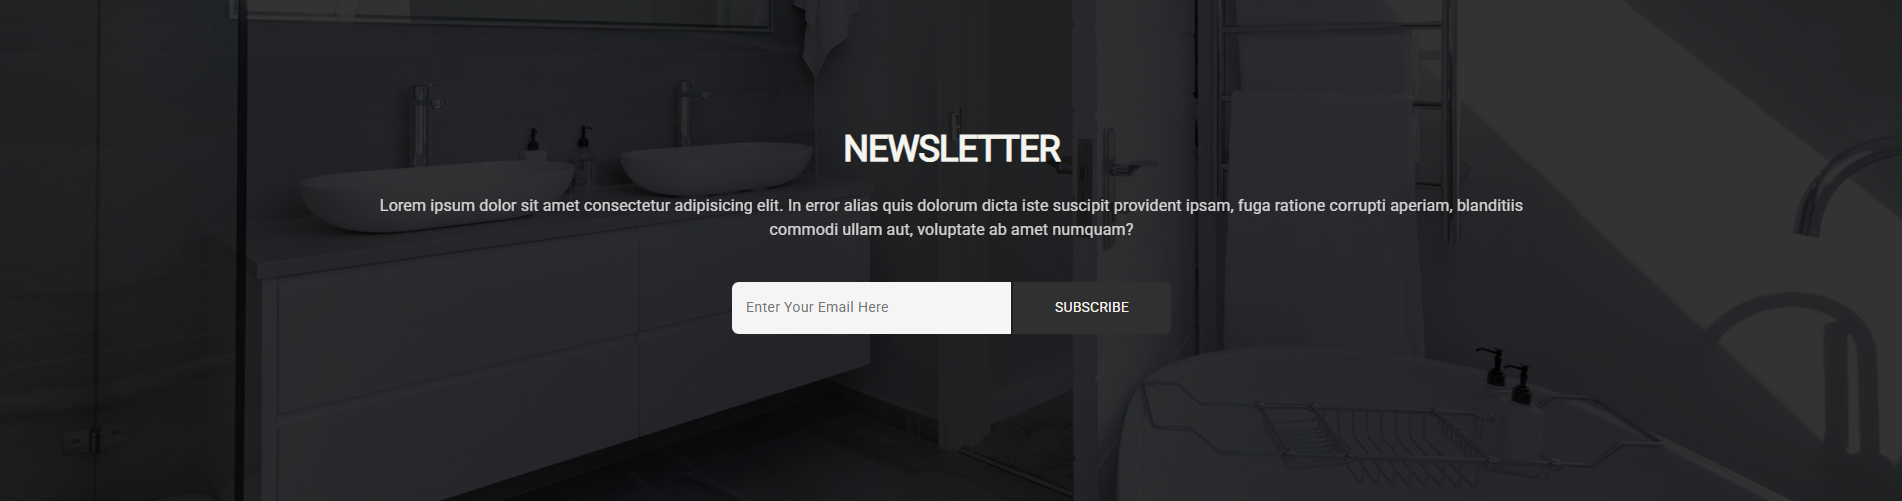 NEWSLETTER
Lorem ipsum dolor sit amet consectetur adipisicing elit. In error alias quis dolorum dicta iste suscipit provident ipsam, fuga ratione corrupti aperiam, blanditiis
commodi ullam aut, voluptate ab amet numquam?
Enter Your Email Here SUBSCRIBE